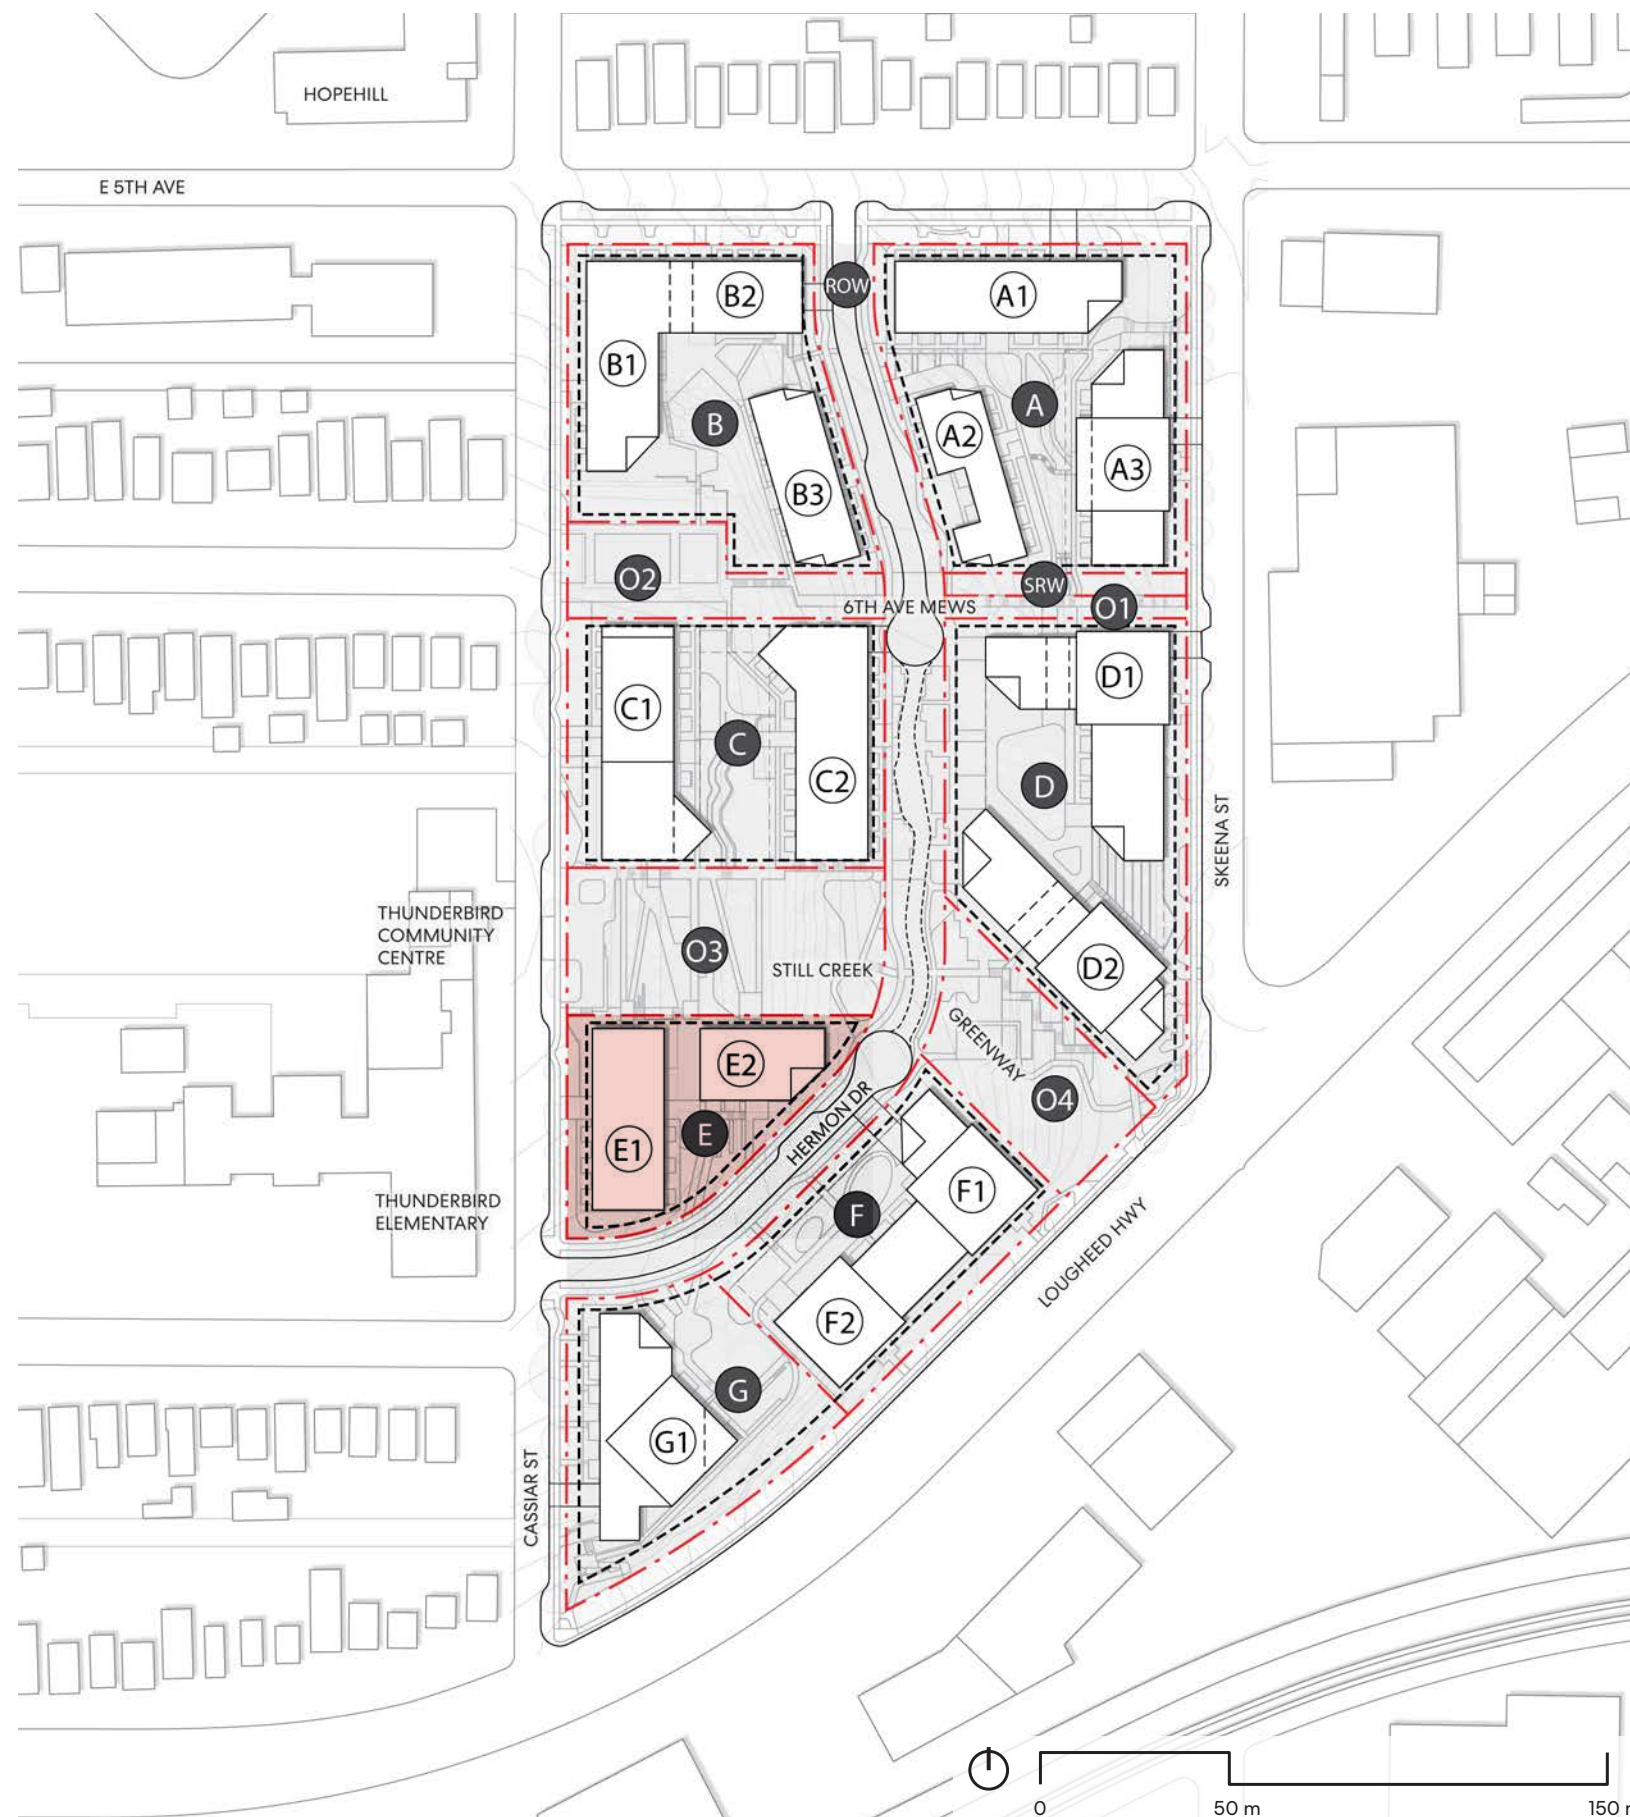 HOPEHILL
E 5TH AVE
ROW
B2
A1
B1
A
B
A2
A3
B3
O2
SRW
6TH AVE MEWS
O1
D1
C1
C
C2
D
SKEENA ST
THUNDERBIRD
COMMUNITY
CENTRE
O3
STILL CREEK
D2
GREENWAY
E2
O4
E
HERMON DR
E1
F1
THUNDERBIRD
ELEMENTARY
F
LOUGHEED HWY
F2
G
G1
CASSIAR ST
0
50 m
150 m